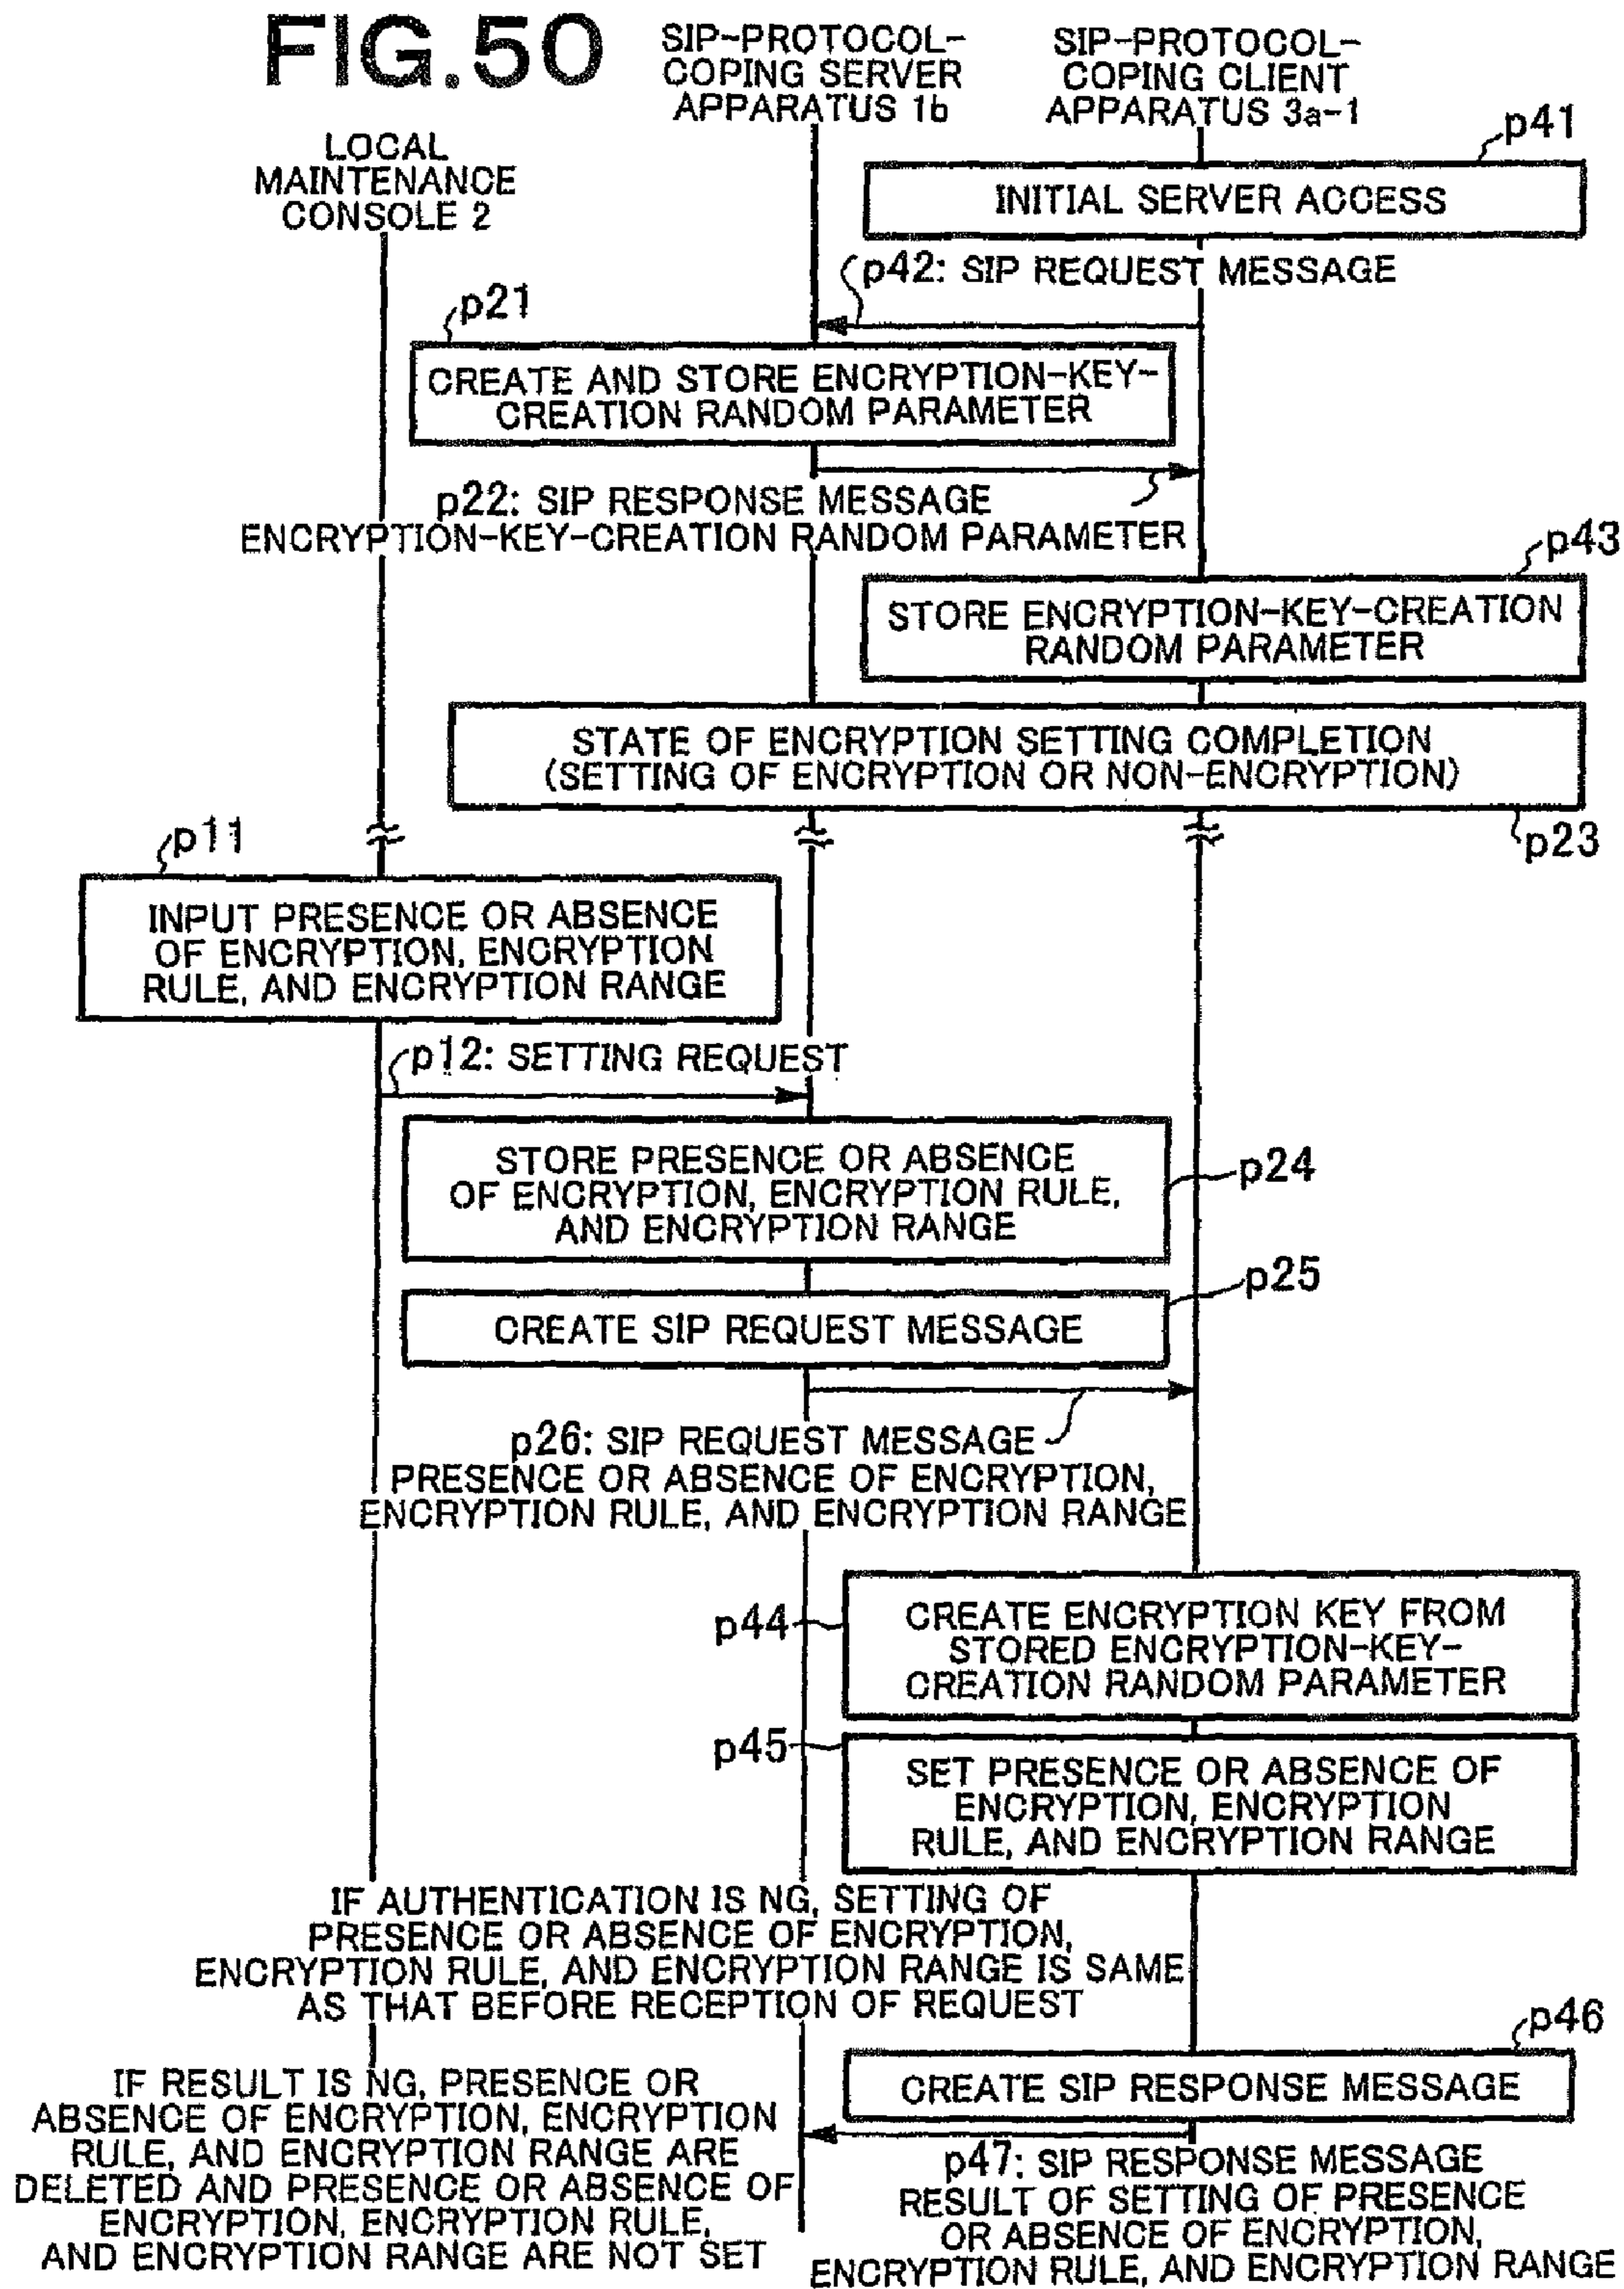 FIG.50
SIP-PROTOCOL-
COPING SERVER
APPARATUS 1b
SIP-PROTOCOL-
COPING CLIENT
APPARATUS 3a-1
LOCAL
MAINTENANCE
CONSOLE 2
p41
INITIAL SERVER ACCESS
p42: SIP REQUEST MESSAGE
p21
CREATE AND STORE ENCRYPTION-KEY-
CREATION RANDOM PARAMETER
p22: SIP RESPONSE MESSAGE
ENCRYPTION-KEY-CREATION RANDOM PARAMETER
p43
STORE ENCRYPTION-KEY-CREATION
RANDOM PARAMETER
STATE OF ENCRYPTION SETTING COMPLETION
(SETTING OF ENCRYPTION OR NON-ENCRYPTION)
p23
p11
INPUT PRESENCE OR ABSENCE
OF ENCRYPTION, ENCRYPTION
RULE, AND ENCRYPTION RANGE
p12: SETTING REQUEST
STORE PRESENCE OR ABSENCE
OF ENCRYPTION, ENCRYPTION RULE,
AND ENCRYPTION RANGE
p24
p25
CREATE SIP REQUEST MESSAGE
p26: SIP REQUEST MESSAGE
PRESENCE OR ABSENCE OF ENCRYPTION,
ENCRYPTION RULE, AND ENCRYPTION RANGE
p44
CREATE ENCRYPTION KEY FROM
STORED ENCRYPTION-KEY-
CREATION RANDOM PARAMETER
p45
SET PRESENCE OR ABSENCE OF
ENCRYPTION, ENCRYPTION
RULE, AND ENCRYPTION RANGE
IF AUTHENTICATION IS NG, SETTING OF
PRESENCE OR ABSENCE OF ENCRYPTION,
ENCRYPTION RULE, AND ENCRYPTION RANGE IS SAME
AS THAT BEFORE RECEPTION OF REQUEST
p46
CREATE SIP RESPONSE MESSAGE
IF RESULT IS NG, PRESENCE OR
ABSENCE OF ENCRYPTION, ENCRYPTION
RULE, AND ENCRYPTION RANGE ARE
DELETED AND PRESENCE OR ABSENCE OF
ENCRYPTION, ENCRYPTION RULE,
AND ENCRYPTION RANGE ARE NOT SET
p47: SIP RESPONSE MESSAGE
RESULT OF SETTING OF PRESENCE
OR ABSENCE OF ENCRYPTION,
ENCRYPTION RULE, AND ENCRYPTION RANGE